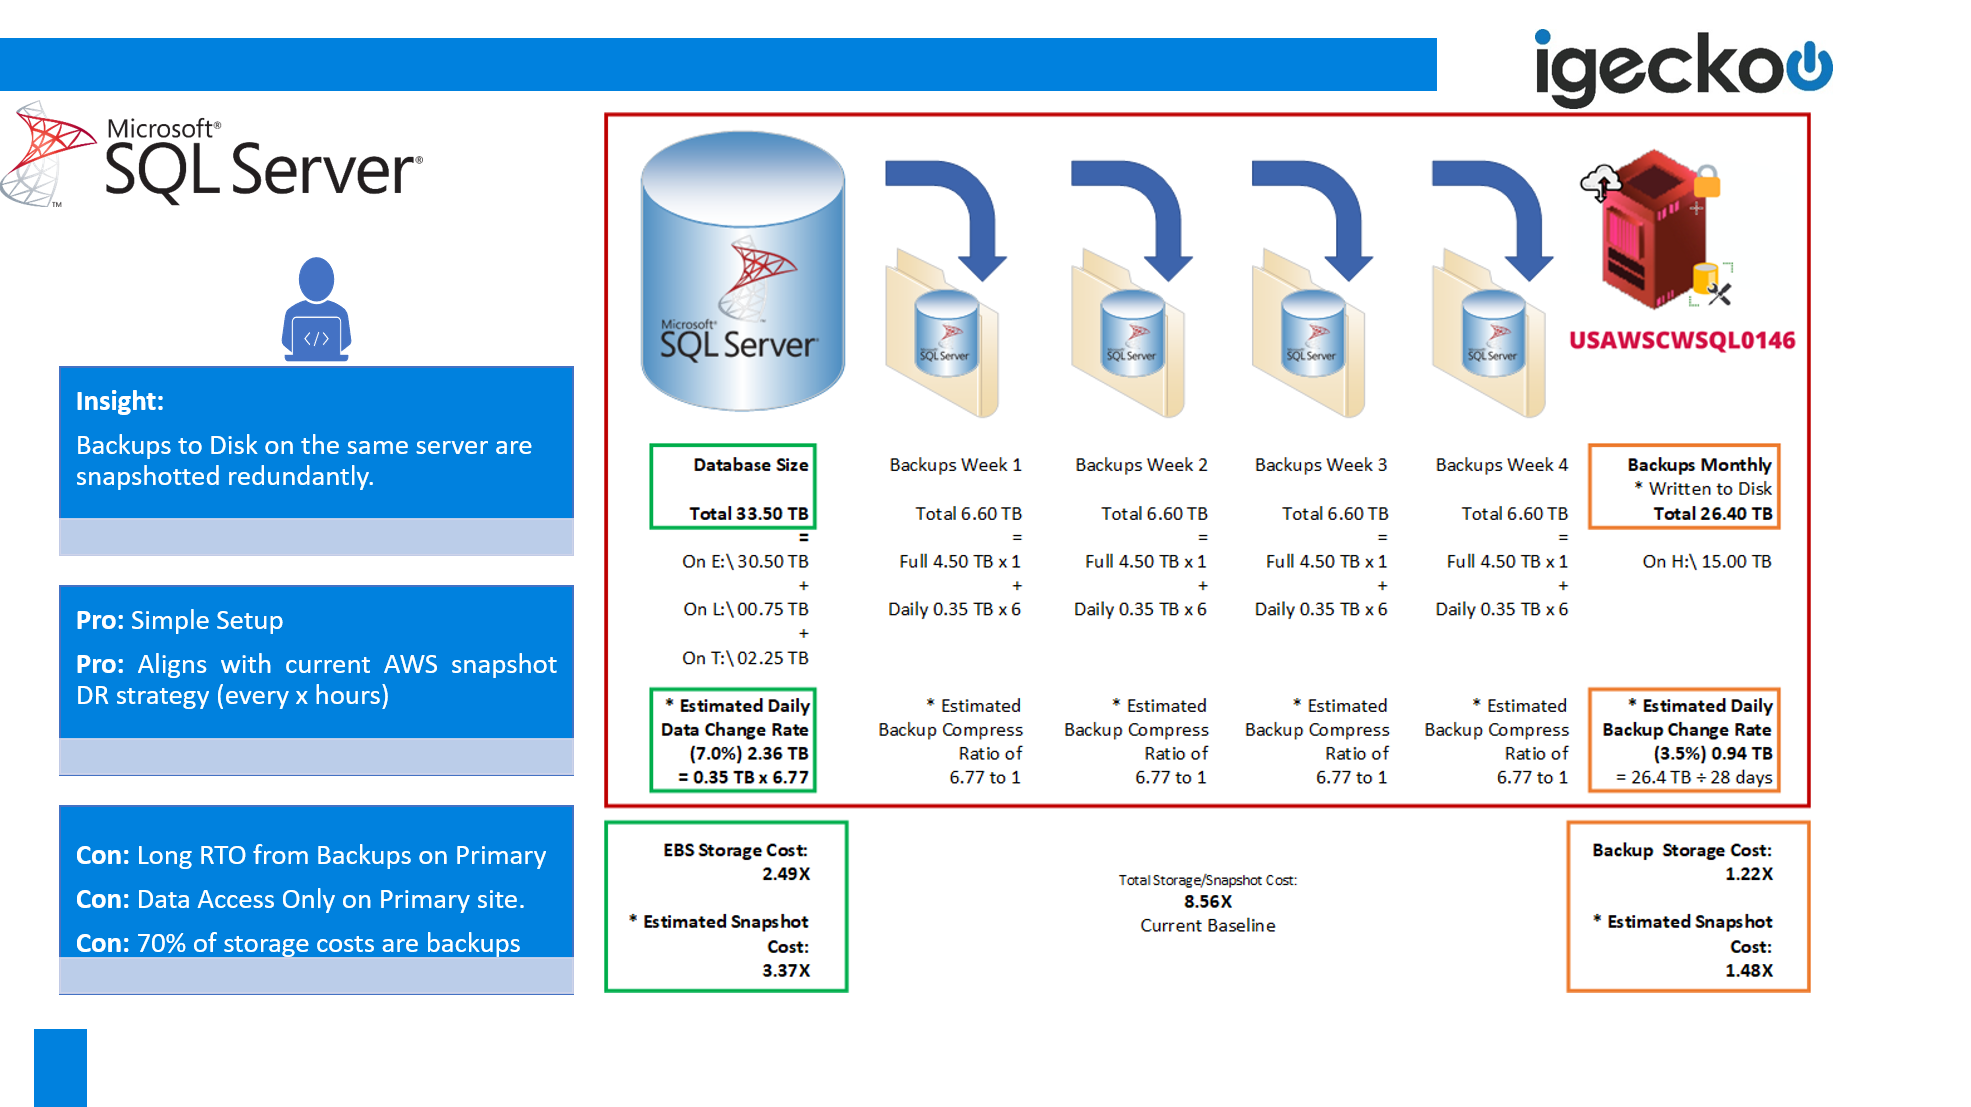 igecko
Microsoft®
SQL Server®
™
Insight:
Backups to Disk on the same server are
snapshotted redundantly.
Pro: Simple Setup
Pro: Aligns with current AWS snapshot
DR strategy (every x hours)
Con: Long RTO from Backups on Primary
Con: Data Access Only on Primary site.
Con: 70% of storage costs are backups
Microsoft®
SQL Server
SQL Server
SQL Server
SQL Server
SQL Server
USAWSCWSQL0146
Database Size
Total 33.50 TB
=
On E:\ 30.50 TB
+
On L:\ 00.75 TB
+
On T:\ 02.25 TB
* Estimated Daily
Data Change Rate
(7.0%) 2.36 TB
= 0.35 TB x 6.77
Backups Week 1
Total 6.60 TB
=
Full 4.50 TB x 1
+
Daily 0.35 TB x 6
* Estimated
Backup Compress
Ratio of
6.77 to 1
Backups Week 2
Total 6.60 TB
=
Full 4.50 TB x 1
+
Daily 0.35 TB x 6
* Estimated
Backup Compress
Ratio of
6.77 to 1
Backups Week 3
Total 6.60 TB
=
Full 4.50 TB x 1
+
Daily 0.35 TB x 6
* Estimated
Backup Compress
Ratio of
6.77 to 1
Backups Week 4
Total 6.60 TB
=
Full 4.50 TB x 1
+
Daily 0.35 TB x 6
* Estimated
Backup Compress
Ratio of
6.77 to 1
Backups Monthly
* Written to Disk
Total 26.40 TB
On H:\ 15.00 TB
* Estimated Daily
Backup Change Rate
(3.5%) 0.94 TB
= 26.4 TB ÷ 28 days
EBS Storage Cost:
2.49X
* Estimated Snapshot
Cost:
3.37X
Total Storage/Snapshot Cost:
8.56X
Current Baseline
Backup Storage Cost:
1.22X
* Estimated Snapshot
Cost:
1.48X